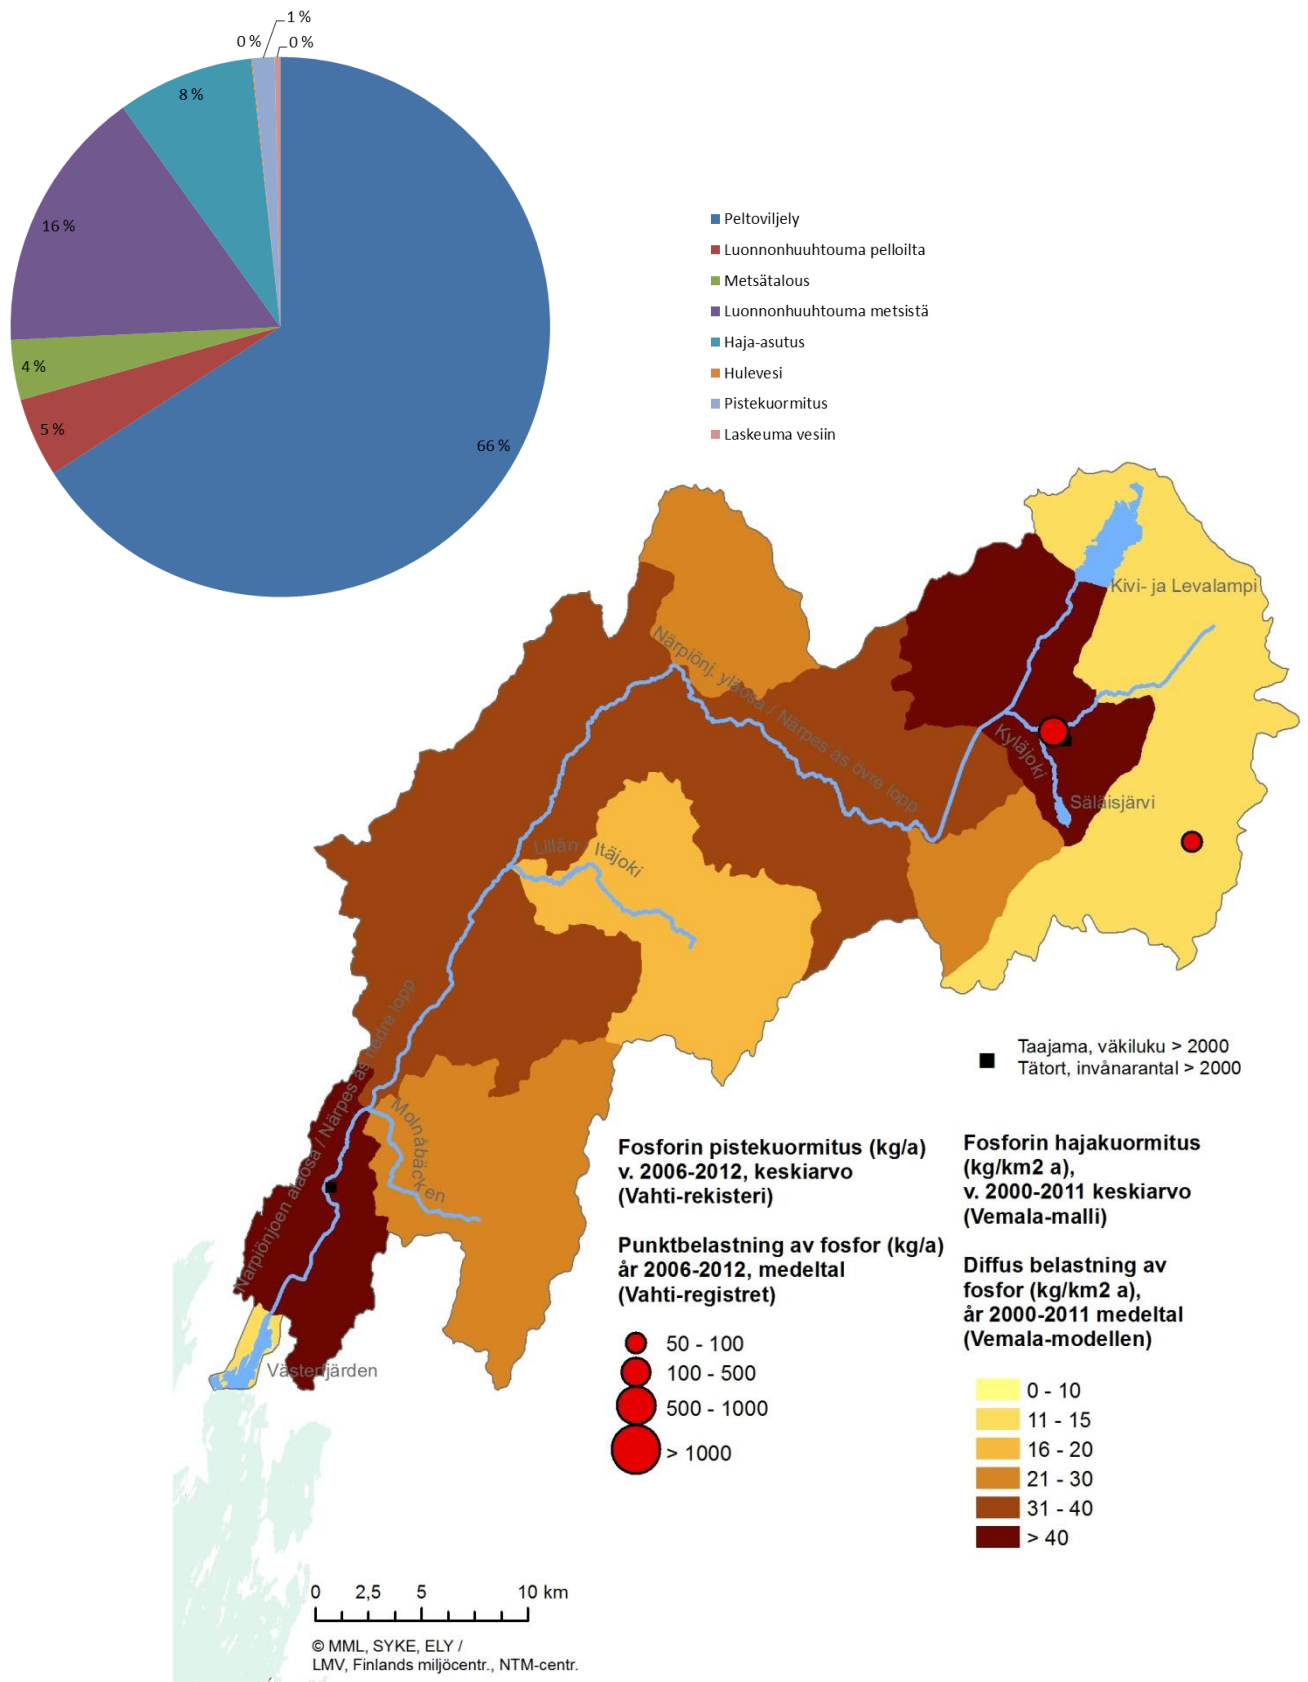 1 %
0 %
0 %
8 %
16 %
4 %
5 %
66 %
Peltoviljely
Luonnonhuuhtouma pelloilta
Metsätalous
Luonnonhuuhtouma metsistä
Haja-asutus
Hulevesi
Pistekuormitus
Laskeuma vesiin
Kivi- ja Levalampi
Närpiönj. yläosa / Närpes ås övre lopp
Kyläjoki
Säläisjärvi
Lillån / Itäjoki
Närpiönjoen alaosa / Närpes ås nedre lopp
Molnåbäcken
Västerfjärden
Taajama, väkiluku > 2000
Tätort, invånarantal > 2000
Fosforin pistekuormitus (kg/a)
v. 2006-2012, keskiarvo
(Vahti-rekisteri)
Punktbelastning av fosfor (kg/a)
år 2006-2012, medeltal
(Vahti-registret)
50 - 100
100 - 500
500 - 1000
> 1000
Fosforin hajakuormitus
(kg/km2 a),
v. 2000-2011 keskiarvo
(Vemala-malli)
Diffus belastning av
fosfor (kg/km2 a),
år 2000-2011 medeltal
(Vemala-modellen)
0 - 10
11 - 15
16 - 20
21 - 30
31 - 40
> 40
0 2,5 5 10 km
© MML, SYKE, ELY /
LMV, Finlands miljöcentr., NTM-centr.